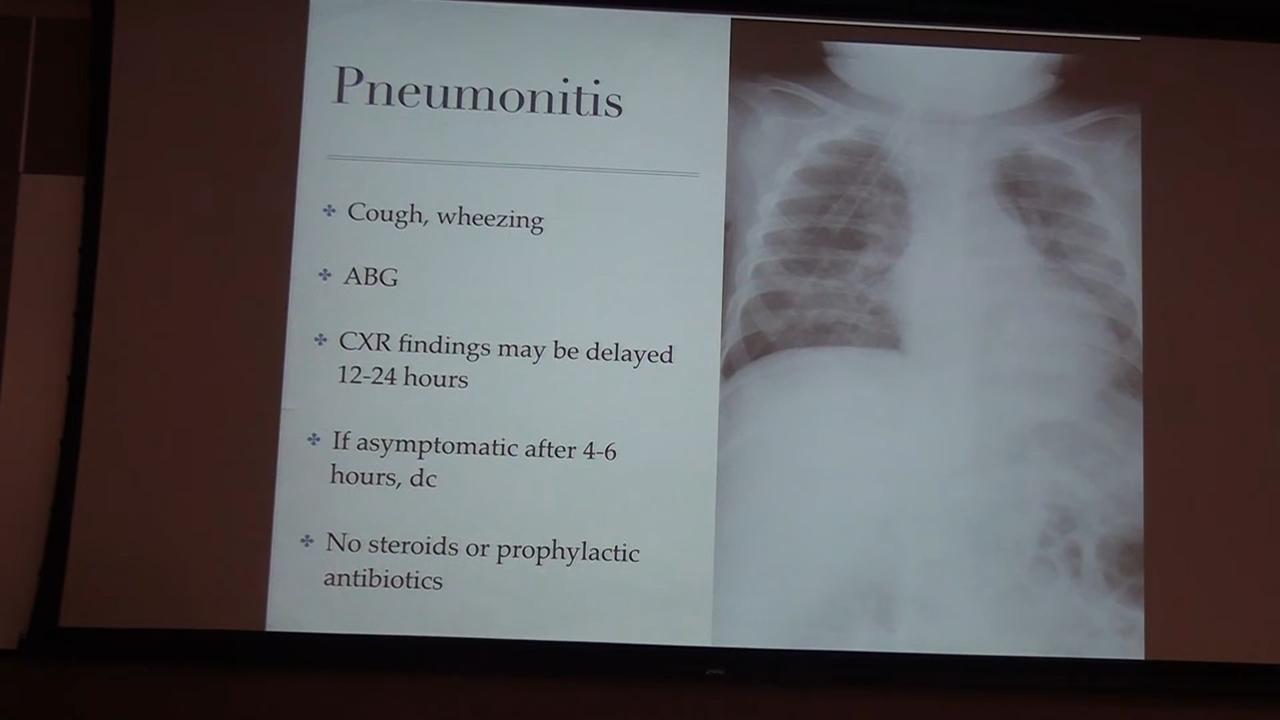 Pneumonitis
Cough, wheezing
ABG
CXR findings may be delayed
12-24 hours
If asymptomatic after 4-6
hours, dc
No steroids or prophylactic
antibiotics